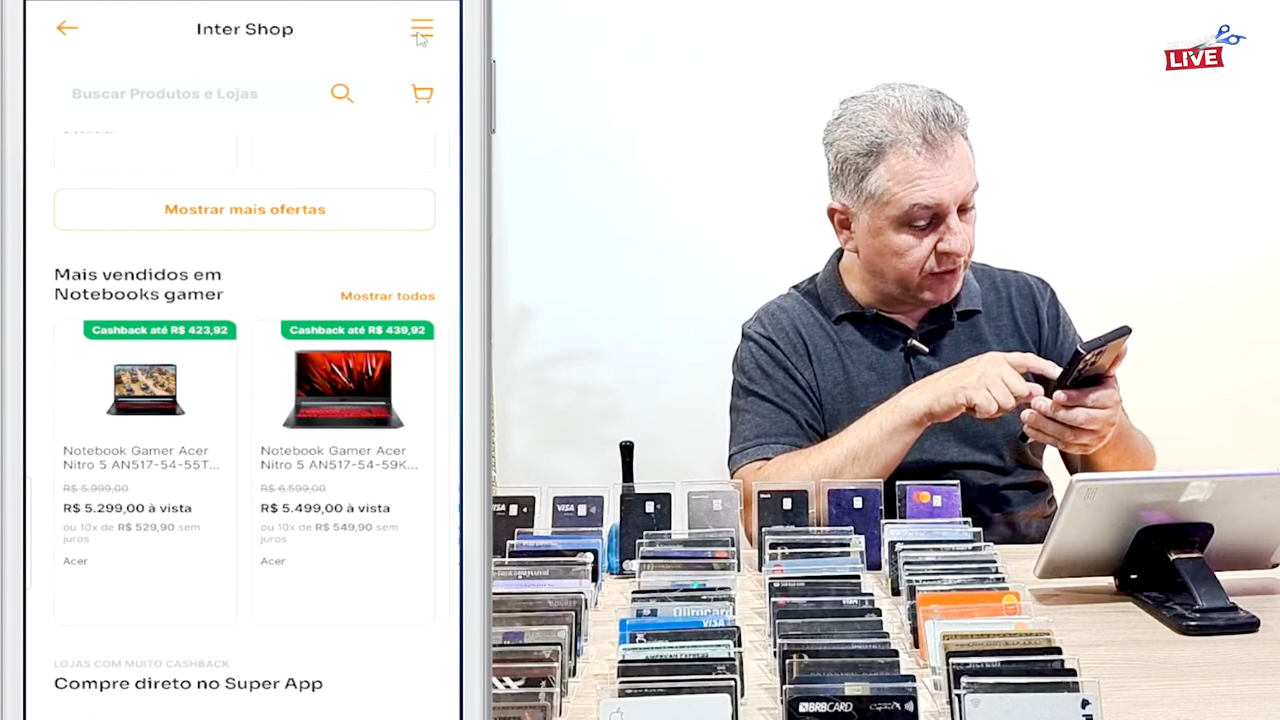 Inter Shop
Buscar Produtos e Lojas
Mostrar mais ofertas
Mais vendidos em
Notebooks gamer
Mostrar todos
Cashback até R$ 423,92
Cashback até R$ 439,92
Notebook Gamer Acer
Nitro 5 AN517-54-55T...
R$ 5.999,00
R$ 5.299,00 à vista
ou 10x de R$ 529,90 sem
juros
Acer
Notebook Gamer Acer
Nitro 5 AN517-54-59K...
R$ 6.599,00
R$ 5.499,00 à vista
ou 10x de R$ 549,90 sem
juros
Acer
LOJAS COM MUITO CASHBACK
Compre direto no Super App
LIVE
VISA
VISA
Ourocard
VISA
BRBCARD